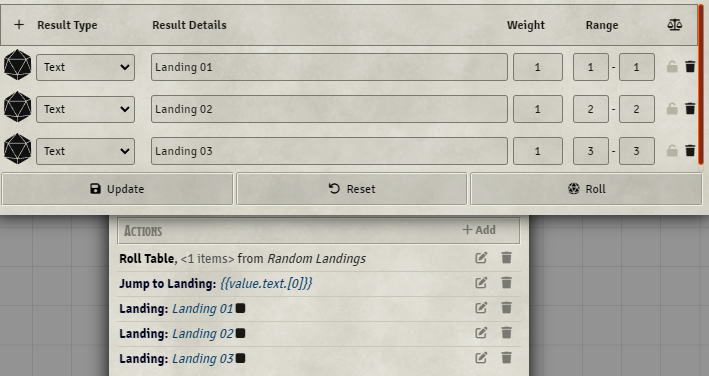 + Result Type Result Details Weight Range
Text Landing 01 1 1 - 1
Text Landing 02 1 2 - 2
Text Landing 03 1 3 - 3
Update Reset Roll
Actions + Add
Roll Table, <1 items> from Random Landings
Jump to Landing: {{value.text.[0]}}
Landing: Landing 01
Landing: Landing 02
Landing: Landing 03